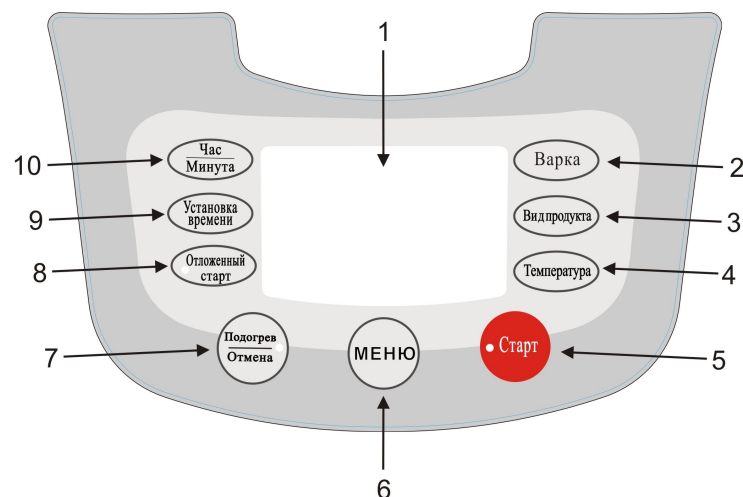 1
10
Час
Минута
Варка
2
9
Установка
времени
Вид продукта
3
8
Отложенный
старт
Температура
4
7
Подогрев
Отмена
МЕНЮ
Старт
5
6